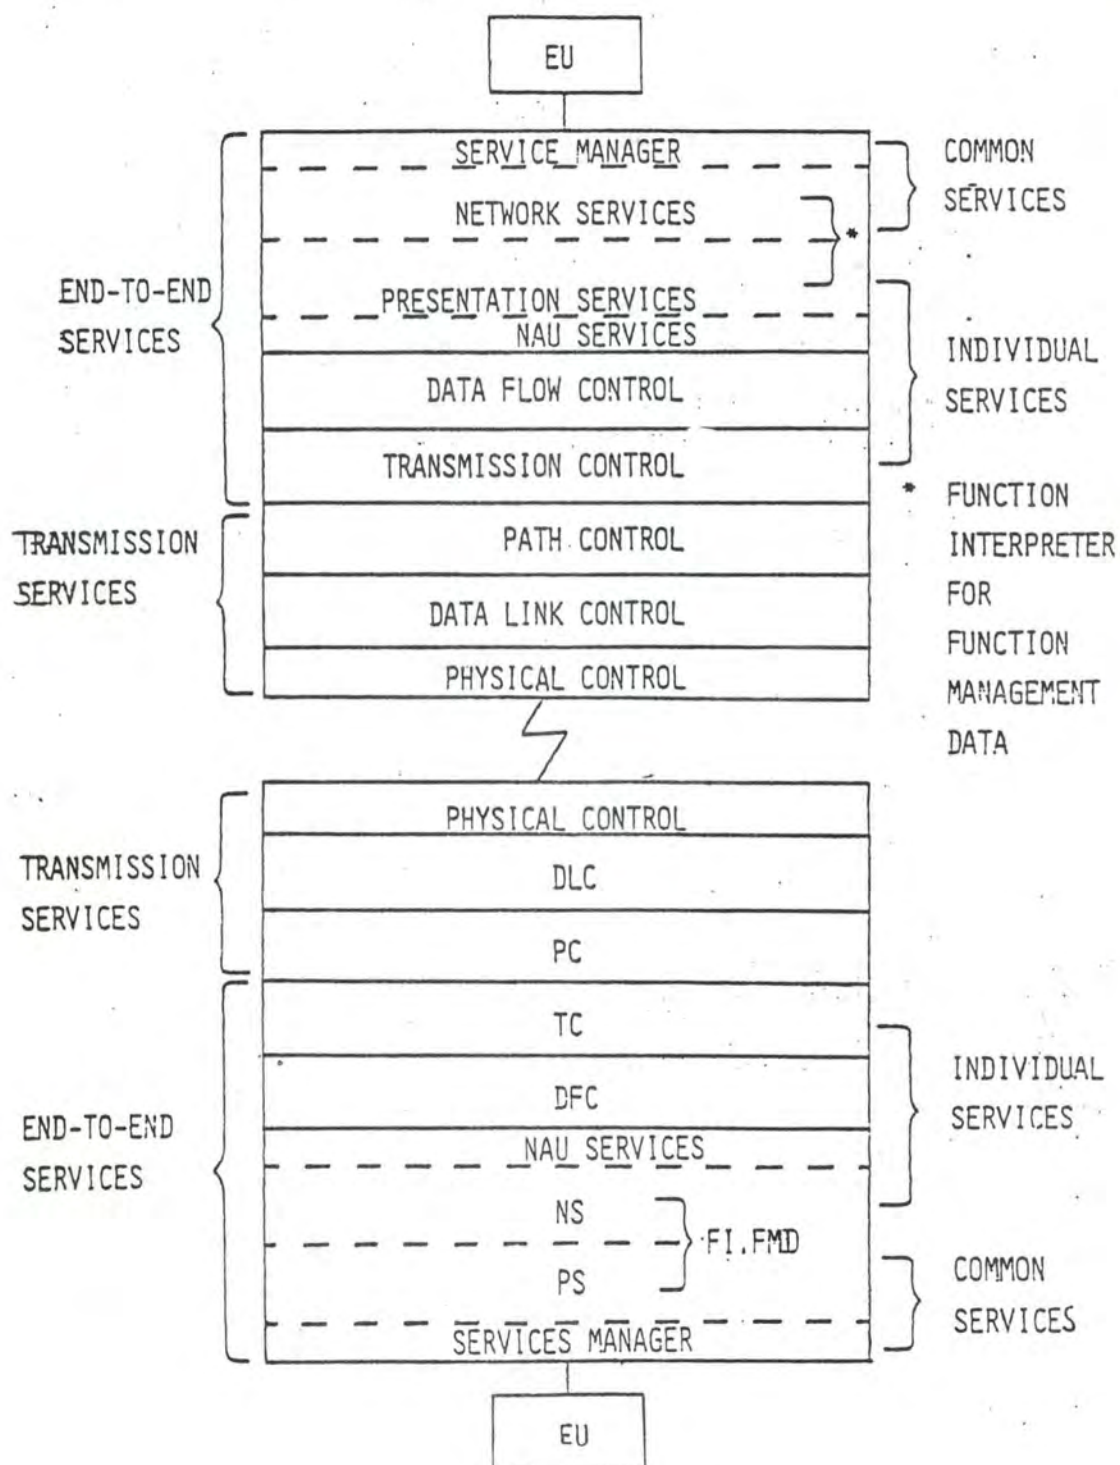 EU
SERVICE MANAGER
COMMON
SERVICES
NETWORK SERVICES
*
END-TO-END
SERVICES
PRESENTATION SERVICES
NAU SERVICES
INDIVIDUAL
SERVICES
DATA FLOW CONTROL
TRANSMISSION CONTROL
* FUNCTION
INTERPRETER
FOR
FUNCTION
MANAGEMENT
DATA
TRANSMISSION
SERVICES
PATH CONTROL
DATA LINK CONTROL
PHYSICAL CONTROL
PHYSICAL CONTROL
TRANSMISSION
SERVICES
DLC
PC
TC
INDIVIDUAL
SERVICES
DFC
END-TO-END
SERVICES
NAU SERVICES
NS
FI.FMD
PS
COMMON
SERVICES
SERVICES MANAGER
EU